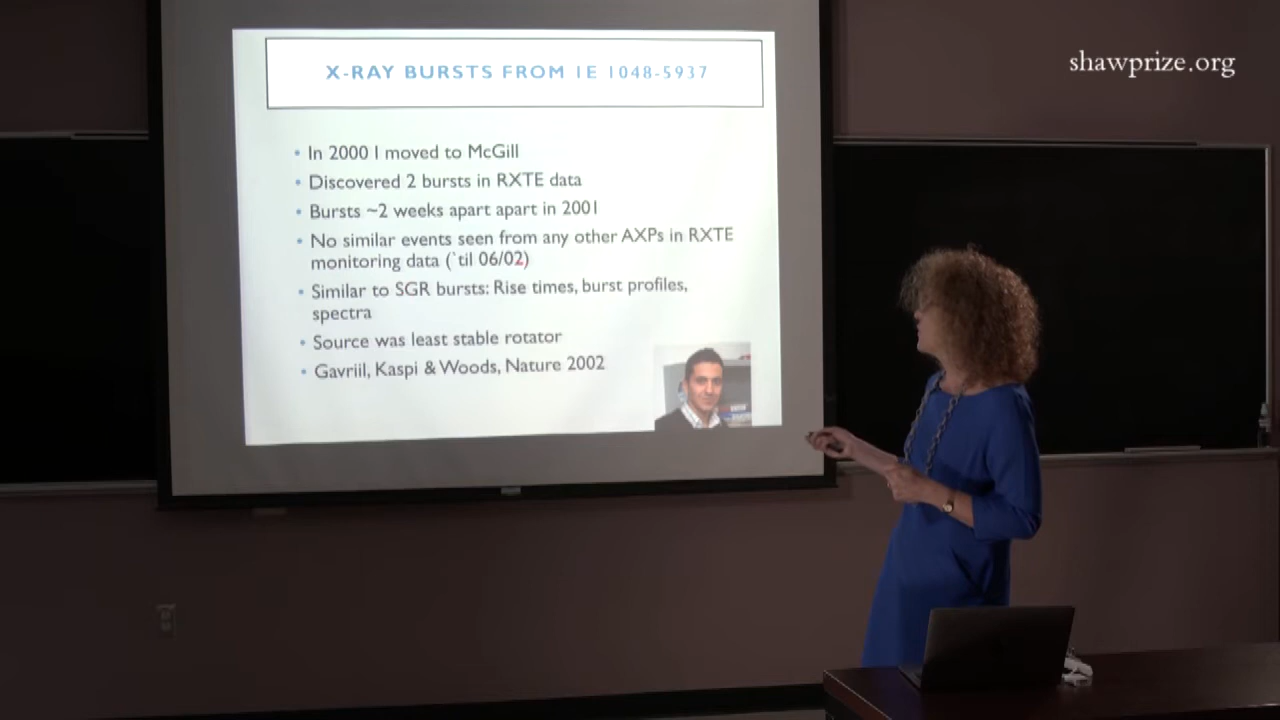 shawprize.org
X-RAY BURSTS FROM 1E 1048-5937
• In 2000 I moved to McGill
• Discovered 2 bursts in RXTE data
• Bursts ~2 weeks apart apart in 2001
• No similar events seen from any other AXPs in RXTE
monitoring data (`til 06/02)
• Similar to SGR bursts: Rise times, burst profiles,
spectra
• Source was least stable rotator
• Gavriil, Kaspi & Woods, Nature 2002